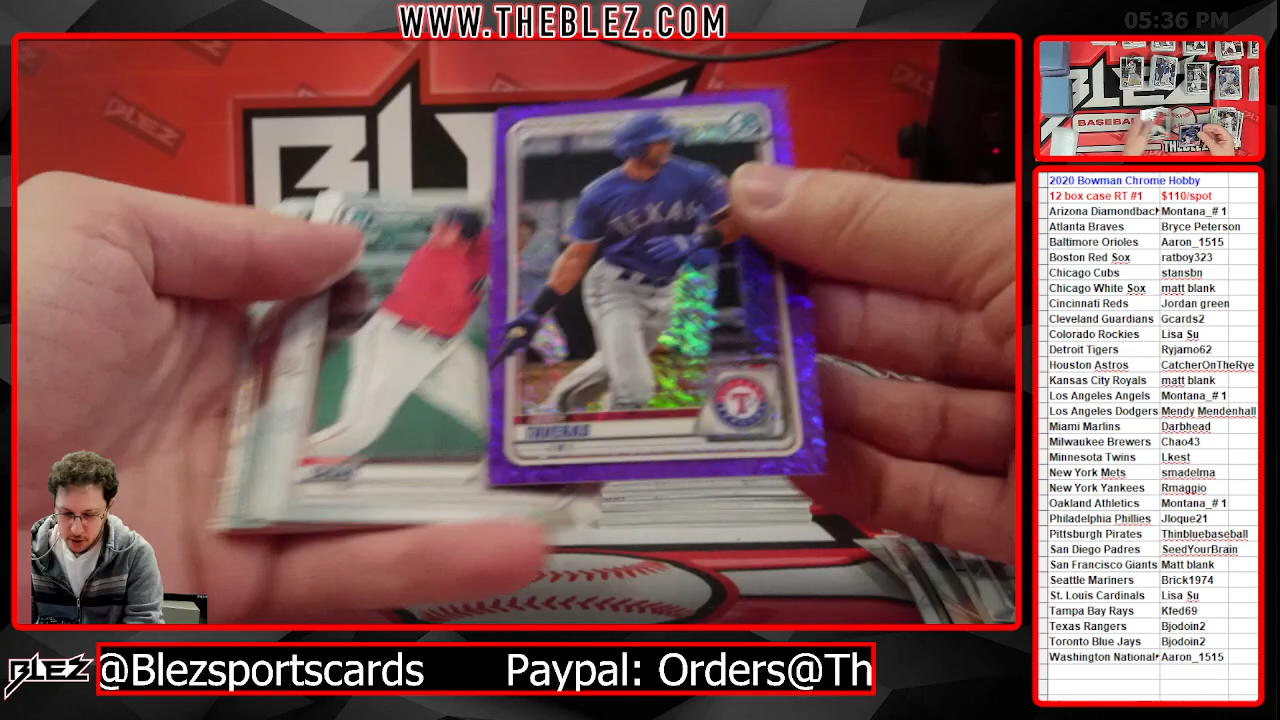 WWW.THEBLEZ.COM
05:36 PM
BLEZ
TEXAS
TAVERAS
T
BLEZ
BASEBALL
2020 Bowman Chrome Hobby
12 box case RT #1 $110/spot
Arizona Diamondback Montana_# 1
Atlanta Braves Bryce Peterson
Baltimore Orioles Aaron_1515
Boston Red Sox ratboy323
Chicago Cubs stansbn
Chicago White Sox matt blank
Cincinnati Reds Jordan green
Cleveland Guardians Gcards2
Colorado Rockies Lisa Su
Detroit Tigers Ryjamo62
Houston Astros CatcherOnTheRye
Kansas City Royals matt blank
Los Angeles Angels Montana_# 1
Los Angeles Dodgers Mendy Mendenhall
Miami Marlins Darbhead
Milwaukee Brewers Chao43
Minnesota Twins Lkest
New York Mets smadelma
New York Yankees Rmaggio
Oakland Athletics Montana_# 1
Philadelphia Phillies Jloque21
Pittsburgh Pirates Thinbluebaseball
San Diego Padres SeedYourBrain
San Francisco Giants Matt blank
Seattle Mariners Brick1974
St. Louis Cardinals Lisa Su
Tampa Bay Rays Kfed69
Texas Rangers Bjodoin2
Toronto Blue Jays Bjodoin2
Washington National Aaron_1515
BLEZ @Blezsportscards Paypal: Orders@Th